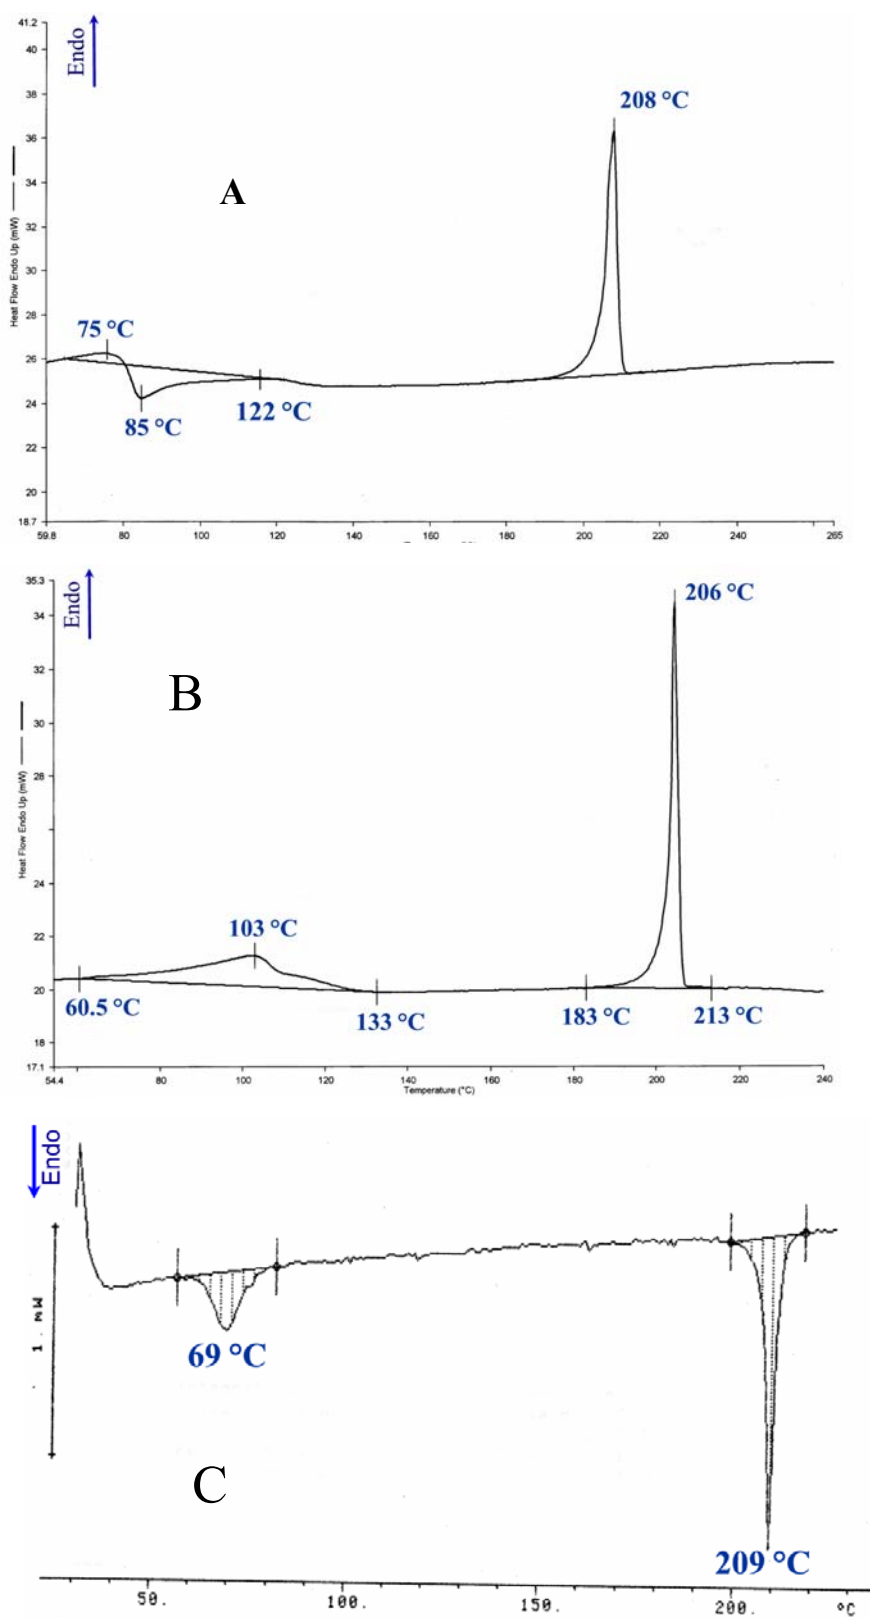 41.2
Endo
40
38
208 °C
36
A
34
32
Heat Flow Endo Up (mW)
30
28
75 °C
26
24
122 °C
85 °C
22
20
18.7
59.8 80 100 120 140 160 180 200 220 240 265
35.3
Endo
206 °C
34
B
32
30
Heat Flow Endo Up (mW)
28
24
103 °C
22
20
60.5 °C
133 °C
183 °C
213 °C
18
17.1
54.4 80 100 120 140 160 180 200 220 240
Temperature (°C)
Endo
1. mW
69 °C
C
209 °C
50. 100. 150. 200. °C